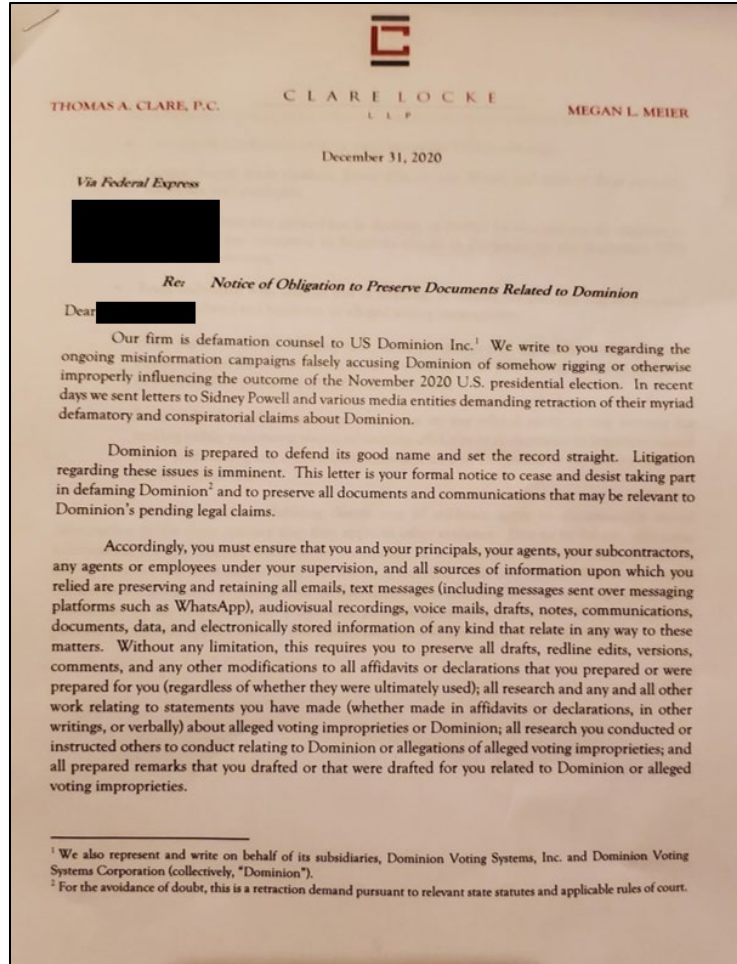 CLARE LOCKE
LLP
THOMAS A. CLARE, P.C.
MEGAN L. MEIER
December 31, 2020
Via Federal Express
Re: Notice of Obligation to Preserve Documents Related to Dominion
Dear
Our firm is defamation counsel to US Dominion Inc.¹ We write to you regarding the
ongoing misinformation campaigns falsely accusing Dominion of somehow rigging or otherwise
improperly influencing the outcome of the November 2020 U.S. presidential election. In recent
days we sent letters to Sidney Powell and various media entities demanding retraction of their myriad
defamatory and conspiratorial claims about Dominion.
Dominion is prepared to defend its good name and set the record straight. Litigation
regarding these issues is imminent. This letter is your formal notice to cease and desist taking part
in defaming Dominion² and to preserve all documents and communications that may be relevant to
Dominion's pending legal claims.
Accordingly, you must ensure that you and your principals, your agents, your subcontractors,
any agents or employees under your supervision, and all sources of information upon which you
relied are preserving and retaining all emails, text messages (including messages sent over messaging
platforms such as WhatsApp), audiovisual recordings, voice mails, drafts, notes, communications,
documents, data, and electronically stored information of any kind that relate in any way to these
matters. Without any limitation, this requires you to preserve all drafts, redline edits, versions,
comments, and any other modifications to all affidavits or declarations that you prepared or were
prepared for you (regardless of whether they were ultimately used); all research and any and all other
work relating to statements you have made (whether made in affidavits or declarations, in other
writings, or verbally) about alleged voting improprieties or Dominion; all research you conducted or
instructed others to conduct relating to Dominion or allegations of alleged voting improprieties; and
all prepared remarks that you drafted or that were drafted for you related to Dominion or alleged
voting improprieties.
¹ We also represent and write on behalf of its subsidiaries, Dominion Voting Systems, Inc. and Dominion Voting
Systems Corporation (collectively, "Dominion").
² For the avoidance of doubt, this is a retraction demand pursuant to relevant state statutes and applicable rules of court.